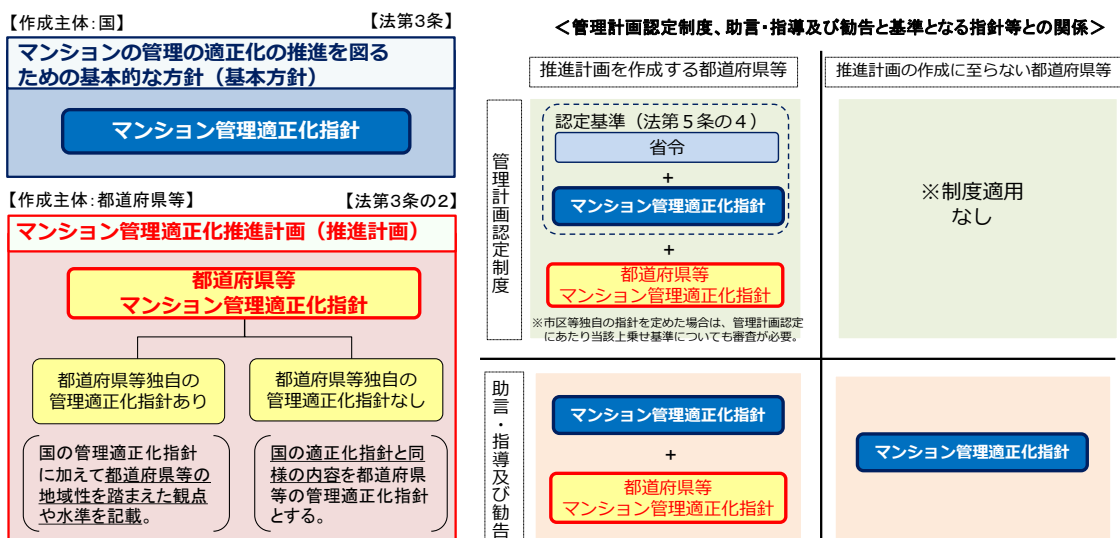 【作成主体：国】
【法第3条】
マンションの管理の適正化の推進を図る
ための基本的な方針（基本方針）
マンション管理適正化指針
【作成主体：都道府県等】
【法第3条の2】
マンション管理適正化推進計画（推進計画）
都道府県等
マンション管理適正化指針
都道府県等独自の
管理適正化指針あり
都道府県等独自の
管理適正化指針なし
国の管理適正化指針
に加えて都道府県等の
地域性を踏まえた観点
や水準を記載。
国の適正化指針と同
様の内容を都道府県
等の管理適正化指針
とする。
＜管理計画認定制度、助言・指導及び勧告と基準となる指針等との関係＞
推進計画を作成する都道府県等
推進計画の作成に至らない都道府県等
管理計画認定制度
認定基準（法第５条の４）
省令
+
マンション管理適正化指針
+
都道府県等
マンション管理適正化指針
※市区等独自の指針を定めた場合は、管理計画認定
にあたり当該上乗せ基準についても審査が必要。
※制度適用
なし
助言・指導及び勧告
マンション管理適正化指針
+
都道府県等
マンション管理適正化指針
マンション管理適正化指針